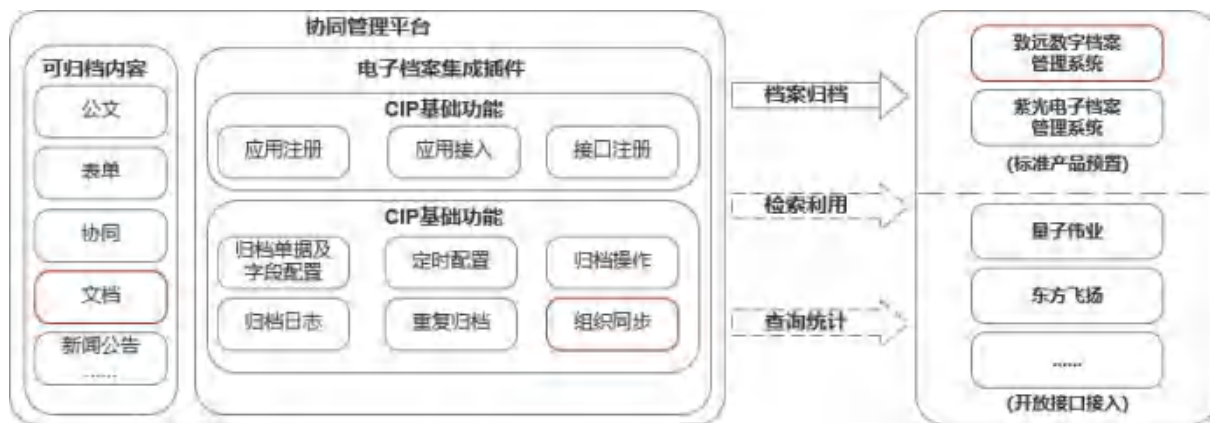 协同管理平台
可归档内容
公文
表单
协同
文档
新闻公告
......
电子档案集成插件
CIP基础功能
应用注册
应用接入
接口注册
CIP基础功能
归档单据及
字段配置
定时配置
归档操作
归档日志
重复归档
组织同步
档案归档
检索利用
查询统计
致远数字档案
管理系统
紫光电子档案
管理系统
(标准产品预置)
量子伟业
东方飞扬
......
(开放接口接入)